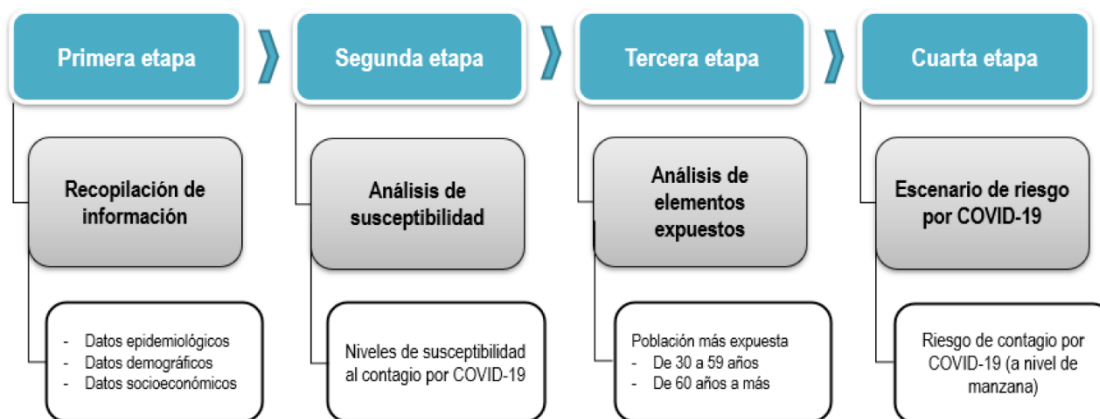 Primera etapa
Segunda etapa
Tercera etapa
Cuarta etapa
Recopilación de
información
Análisis de
susceptibilidad
Análisis de
elementos
expuestos
Escenario de riesgo
por COVID-19
- Datos epidemiológicos
- Datos demográficos
- Datos socioeconómicos
Niveles de susceptibilidad
al contagio por COVID-19
Población más expuesta
- De 30 a 59 años
- De 60 años a más
Riesgo de contagio por
COVID-19 (a nivel de
manzana)